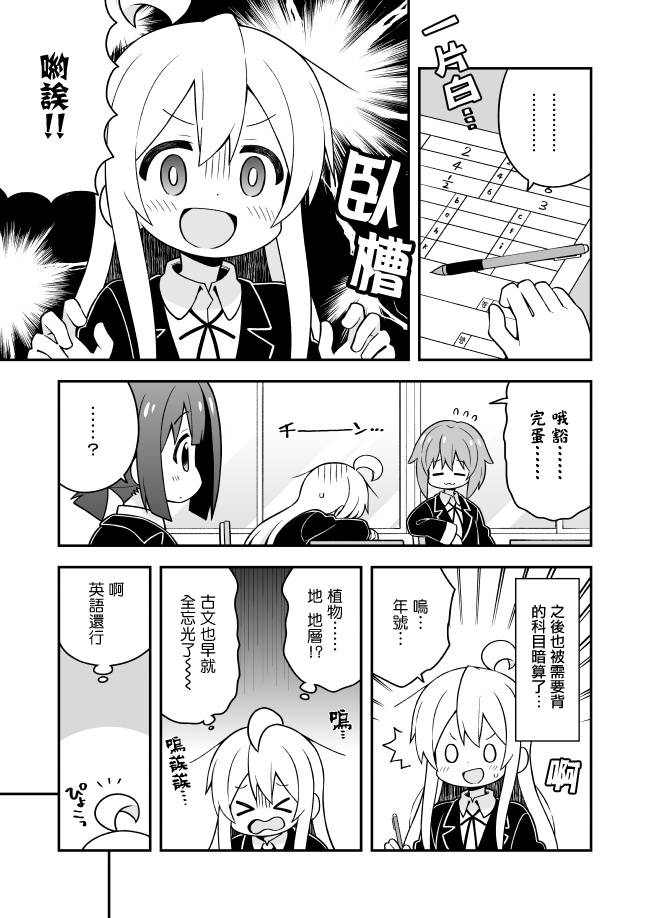 …………
一片白…
2
4
1/2
3
臥槽
喲誒!!
哦豁
完蛋……
チーーーン…
……?
之後也被需要背
的科目暗算了…
嗚…
年號…
啊
植物……
地 地層!?
古文也早就
全忘光了～～
嗚…
嗚誒誒…
啊
英語還行
ぴょこっ